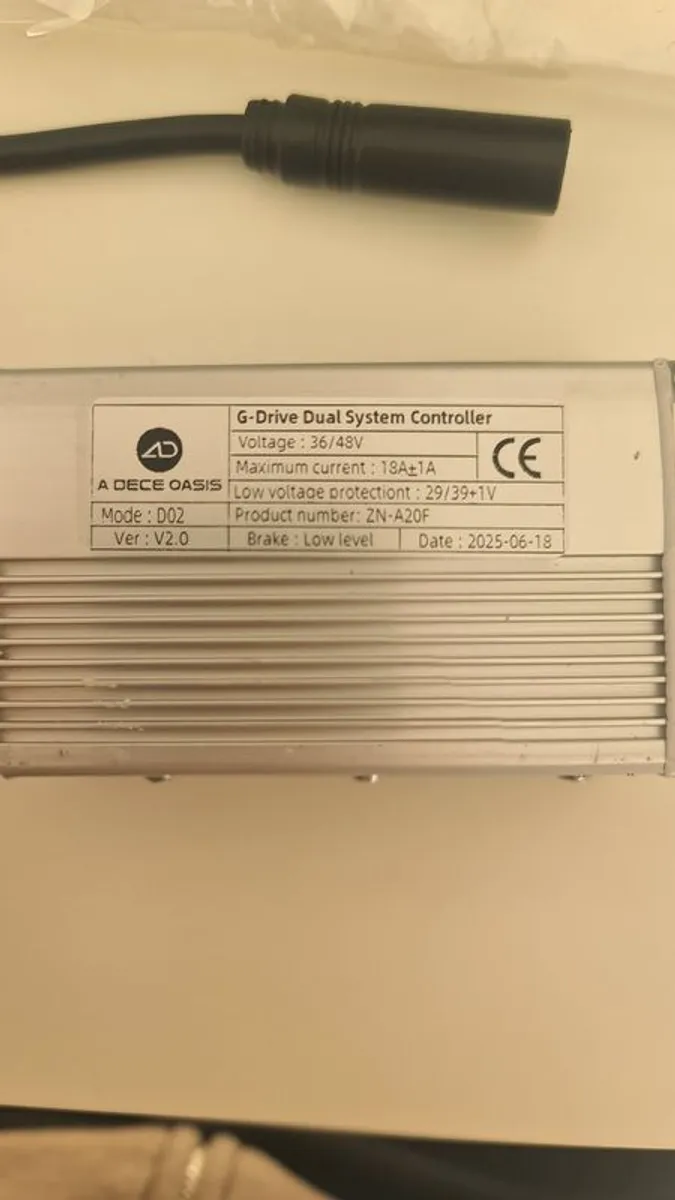 G-Drive Dual System Controller
AD
A DECE OASIS
Voltage : 36/48V
Maximum current : 18A±1A
CE
Low voltage protectiont : 29/39+1V
Mode : D02
Product number: ZN-A20F
Ver : V2.0
Brake : Low level
Date : 2025-06-18